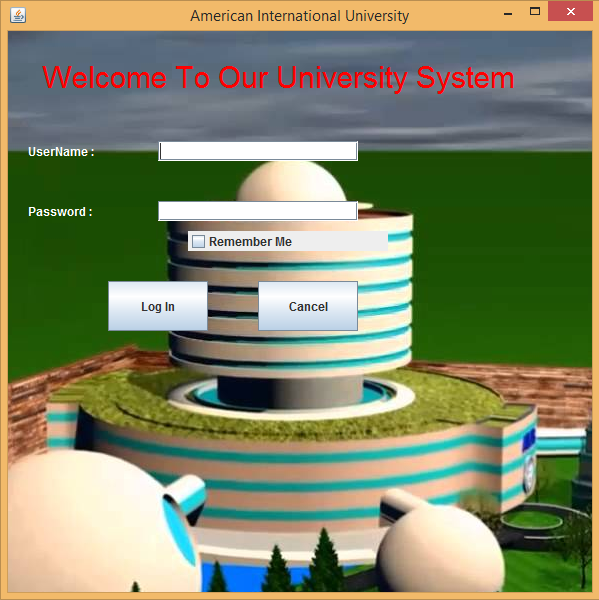 American International University
Welcome To Our University System
UserName :
Password :
Remember Me
Log In
Cancel